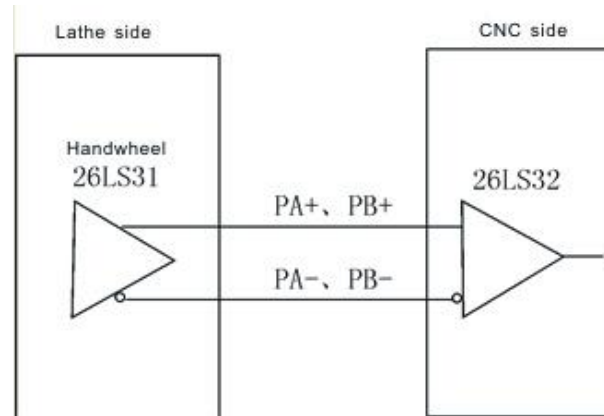 Lathe side
CNC side
Handwheel
26LS31
26LS32
PA+、PB+
PA-、PB-